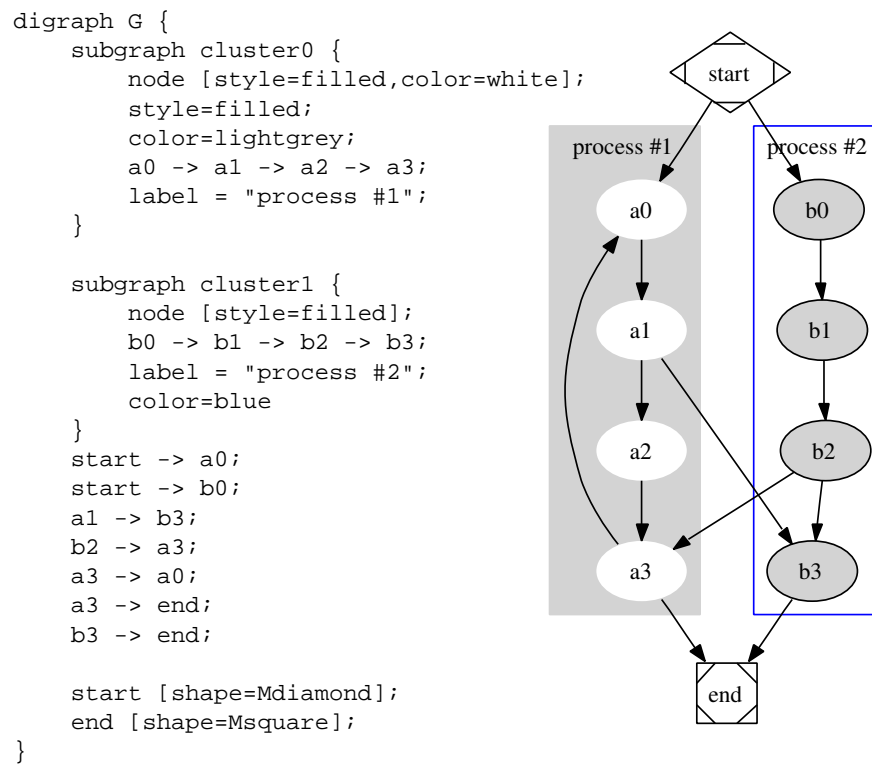 digraph G {
    subgraph cluster0 {
        node [style=filled,color=white];
        style=filled;
        color=lightgrey;
        a0 -> a1 -> a2 -> a3;
        label = "process #1";
    }

    subgraph cluster1 {
        node [style=filled];
        b0 -> b1 -> b2 -> b3;
        label = "process #2";
        color=blue
    }
    start -> a0;
    start -> b0;
    a1 -> b3;
    b2 -> a3;
    a3 -> a0;
    a3 -> end;
    b3 -> end;

    start [shape=Mdiamond];
    end [shape=Msquare];
}
start
process #1
process #2
a0
b0
a1
b1
a2
b2
a3
b3
end